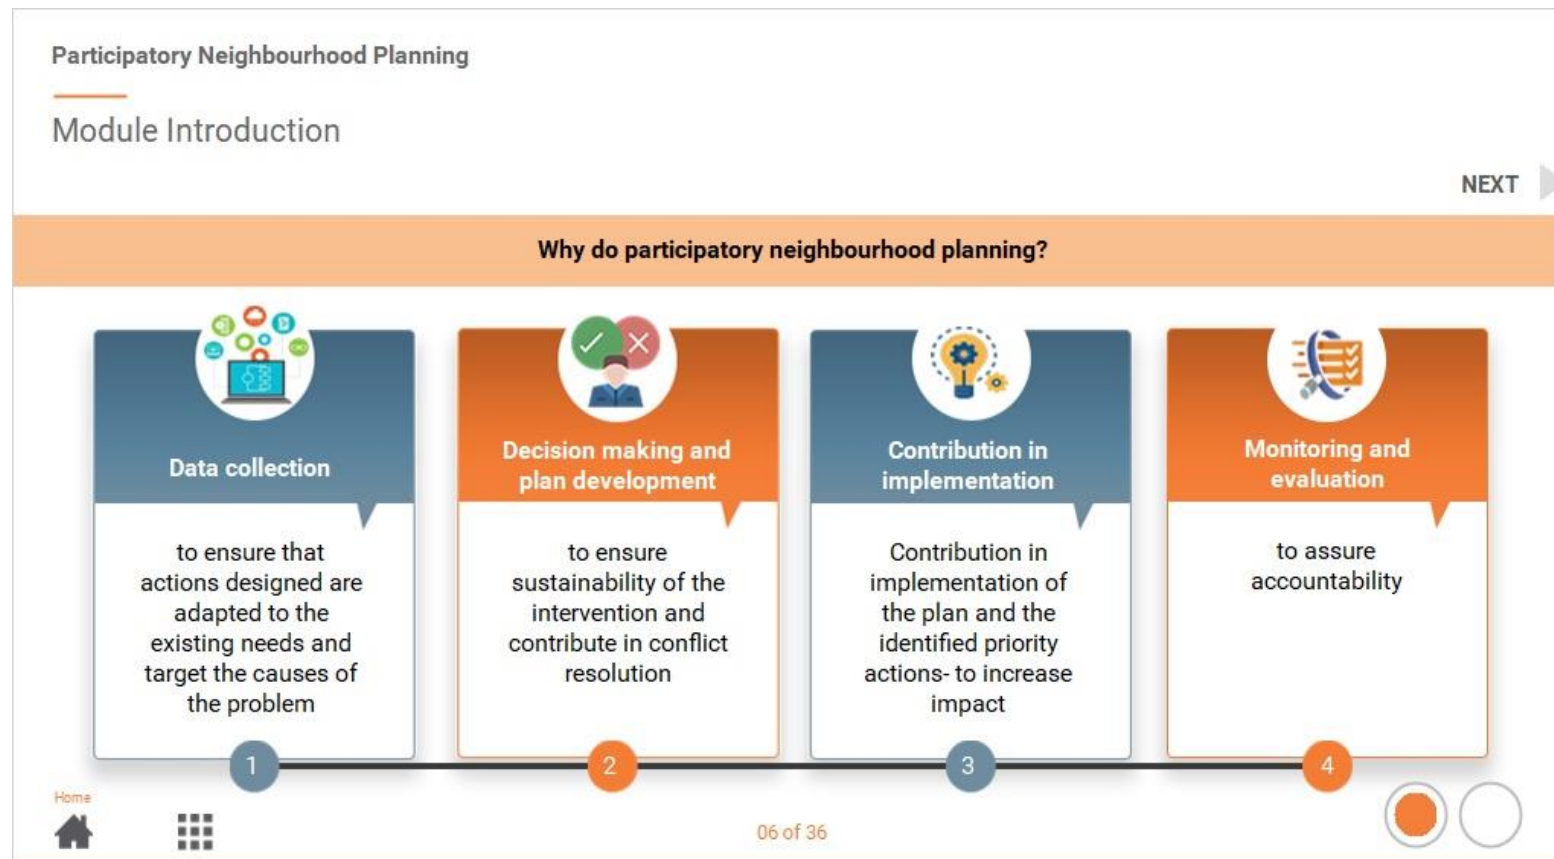 Participatory Neighbourhood Planning
Module Introduction
NEXT
Why do participatory neighbourhood planning?
Data collection
to ensure that
actions designed are
adapted to the
existing needs and
target the causes of
the problem
1
Decision making and
plan development
to ensure
sustainability of the
intervention and
contribute in conflict
resolution
2
Contribution in
implementation
Contribution in
implementation of
the plan and the
identified priority
actions- to increase
impact
3
Monitoring and
evaluation
to assure
accountability
4
Home
06 of 36